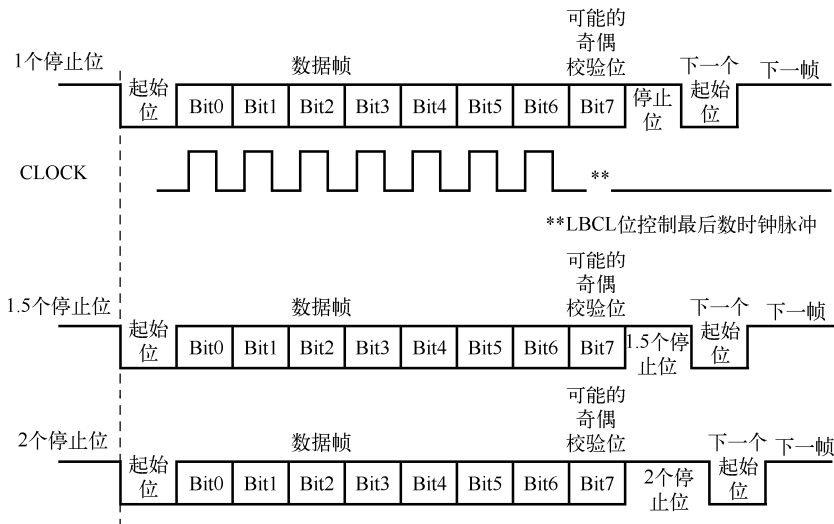 可能的
奇偶
校验位
1个停止位
数据帧
下一个
起始
位
下一帧
起始
位
Bit0 Bit1 Bit2 Bit3 Bit4 Bit5 Bit6 Bit7
停止
位
CLOCK
**
**LBCL位控制最后数时钟脉冲
可能的
奇偶
校验位
1.5个停止位
数据帧
下一个
起始
位
下一帧
起始
位
Bit0 Bit1 Bit2 Bit3 Bit4 Bit5 Bit6 Bit7
1.5个停
止位
可能的
奇偶
校验位
2个停止位
数据帧
下一个
起始
位
下一帧
起始
位
Bit0 Bit1 Bit2 Bit3 Bit4 Bit5 Bit6 Bit7
2个停
止位